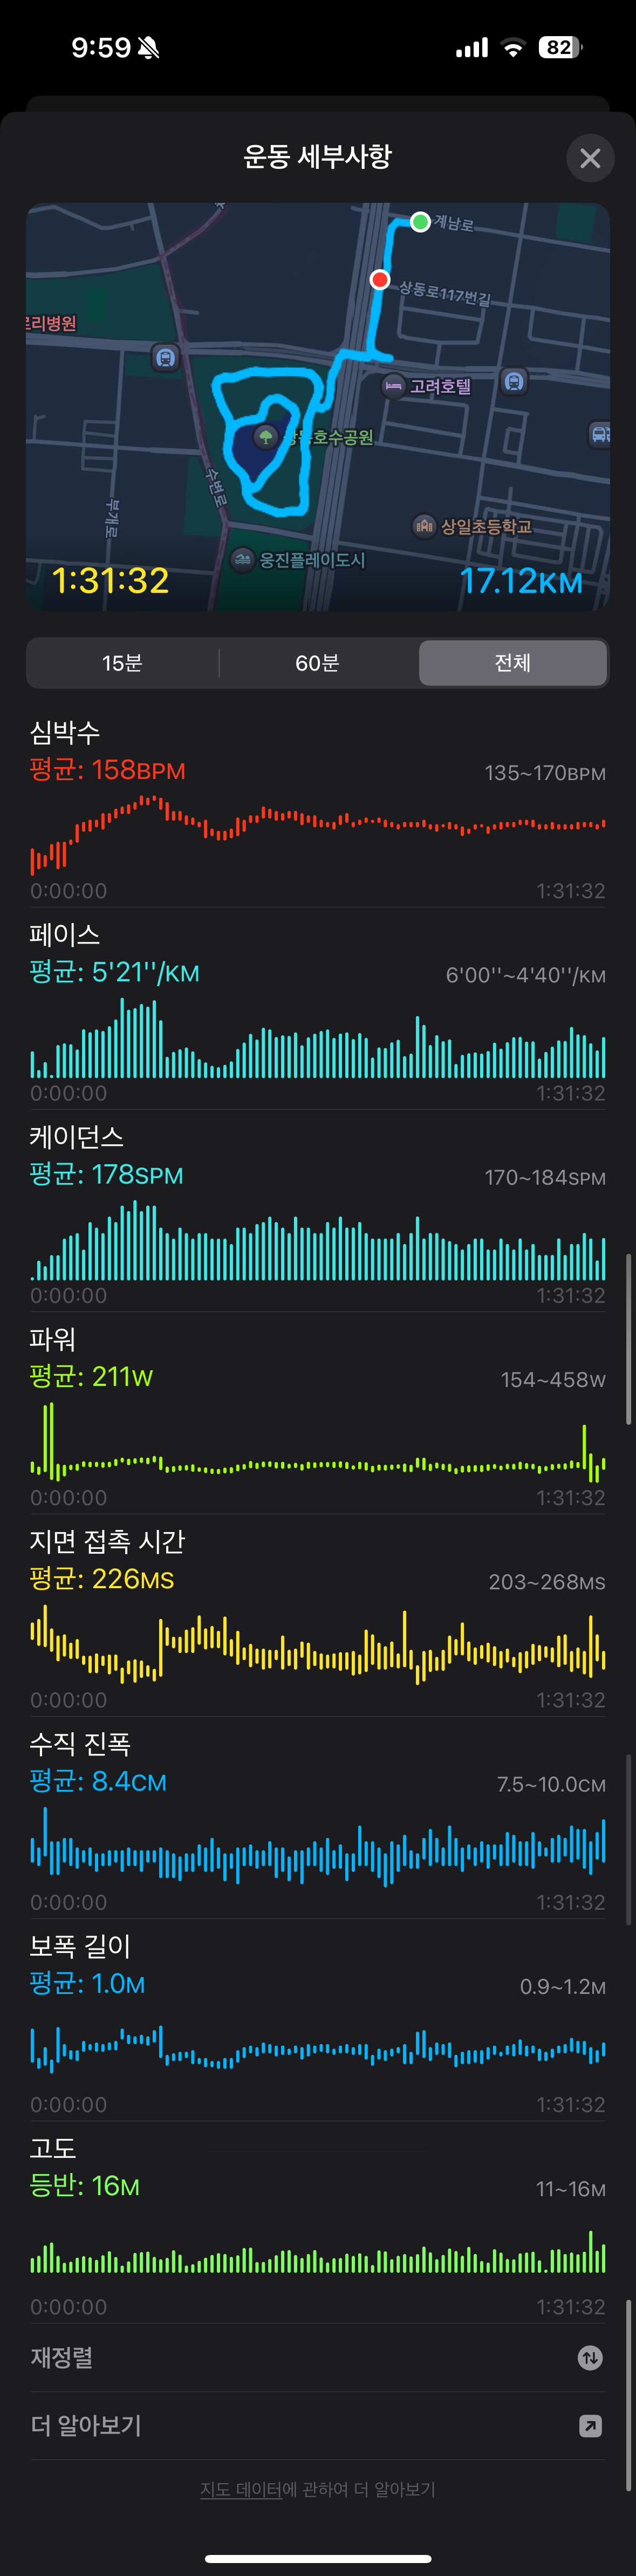 9:59
82
운동 세부사항
계남로
상동로117번길
고려호텔
호수공원
수변로
부개로
상일초등학교
웅진플레이도시
1:31:32
17.12KM
15분
60분
전체
심박수
평균: 158BPM
135~170BPM
0:00:00
1:31:32
페이스
평균: 5'21''/KM
6'00''~4'40''/KM
0:00:00
1:31:32
케이던스
평균: 178SPM
170~184SPM
0:00:00
1:31:32
파워
평균: 211W
154~458W
0:00:00
1:31:32
지면 접촉 시간
평균: 226MS
203~268MS
0:00:00
1:31:32
수직 진폭
평균: 8.4CM
7.5~10.0CM
0:00:00
1:31:32
보폭 길이
평균: 1.0M
0.9~1.2M
0:00:00
1:31:32
고도
등반: 16M
11~16M
0:00:00
1:31:32
재정렬
더 알아보기
지도 데이터에 관하여 더 알아보기